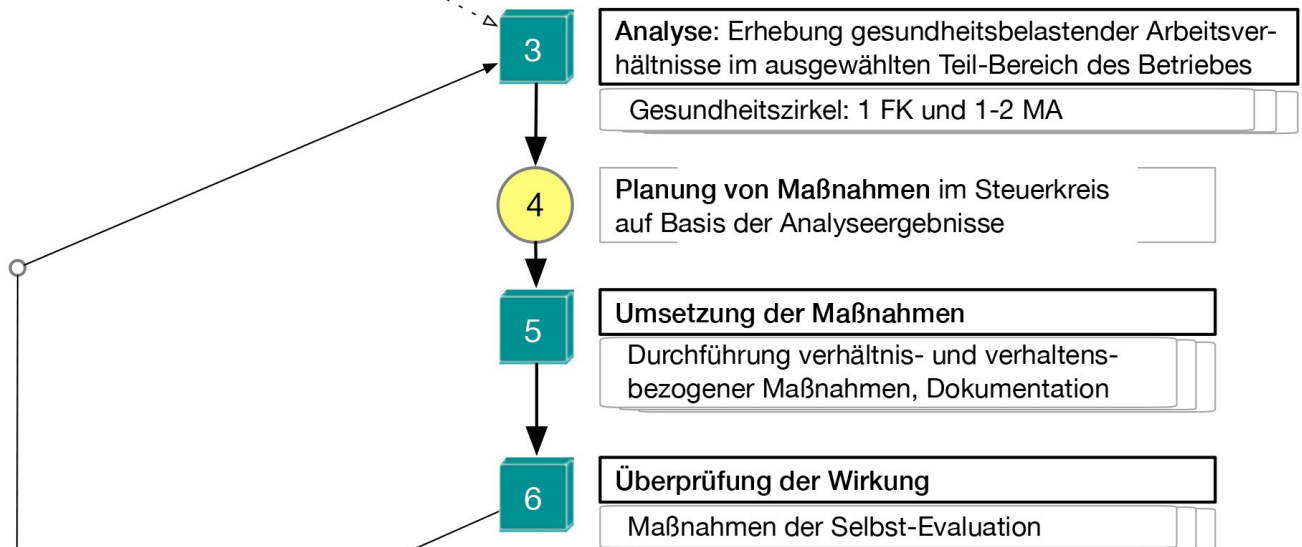 3
Analyse: Erhebung gesundheitsbelastender Arbeitsver-
hältnisse im ausgewählten Teil-Bereich des Betriebes
Gesundheitszirkel: 1 FK und 1-2 MA
4
Planung von Maßnahmen im Steuerkreis
auf Basis der Analyseergebnisse
5
Umsetzung der Maßnahmen
Durchführung verhältnis- und verhaltens-
bezogener Maßnahmen, Dokumentation
6
Überprüfung der Wirkung
Maßnahmen der Selbst-Evaluation